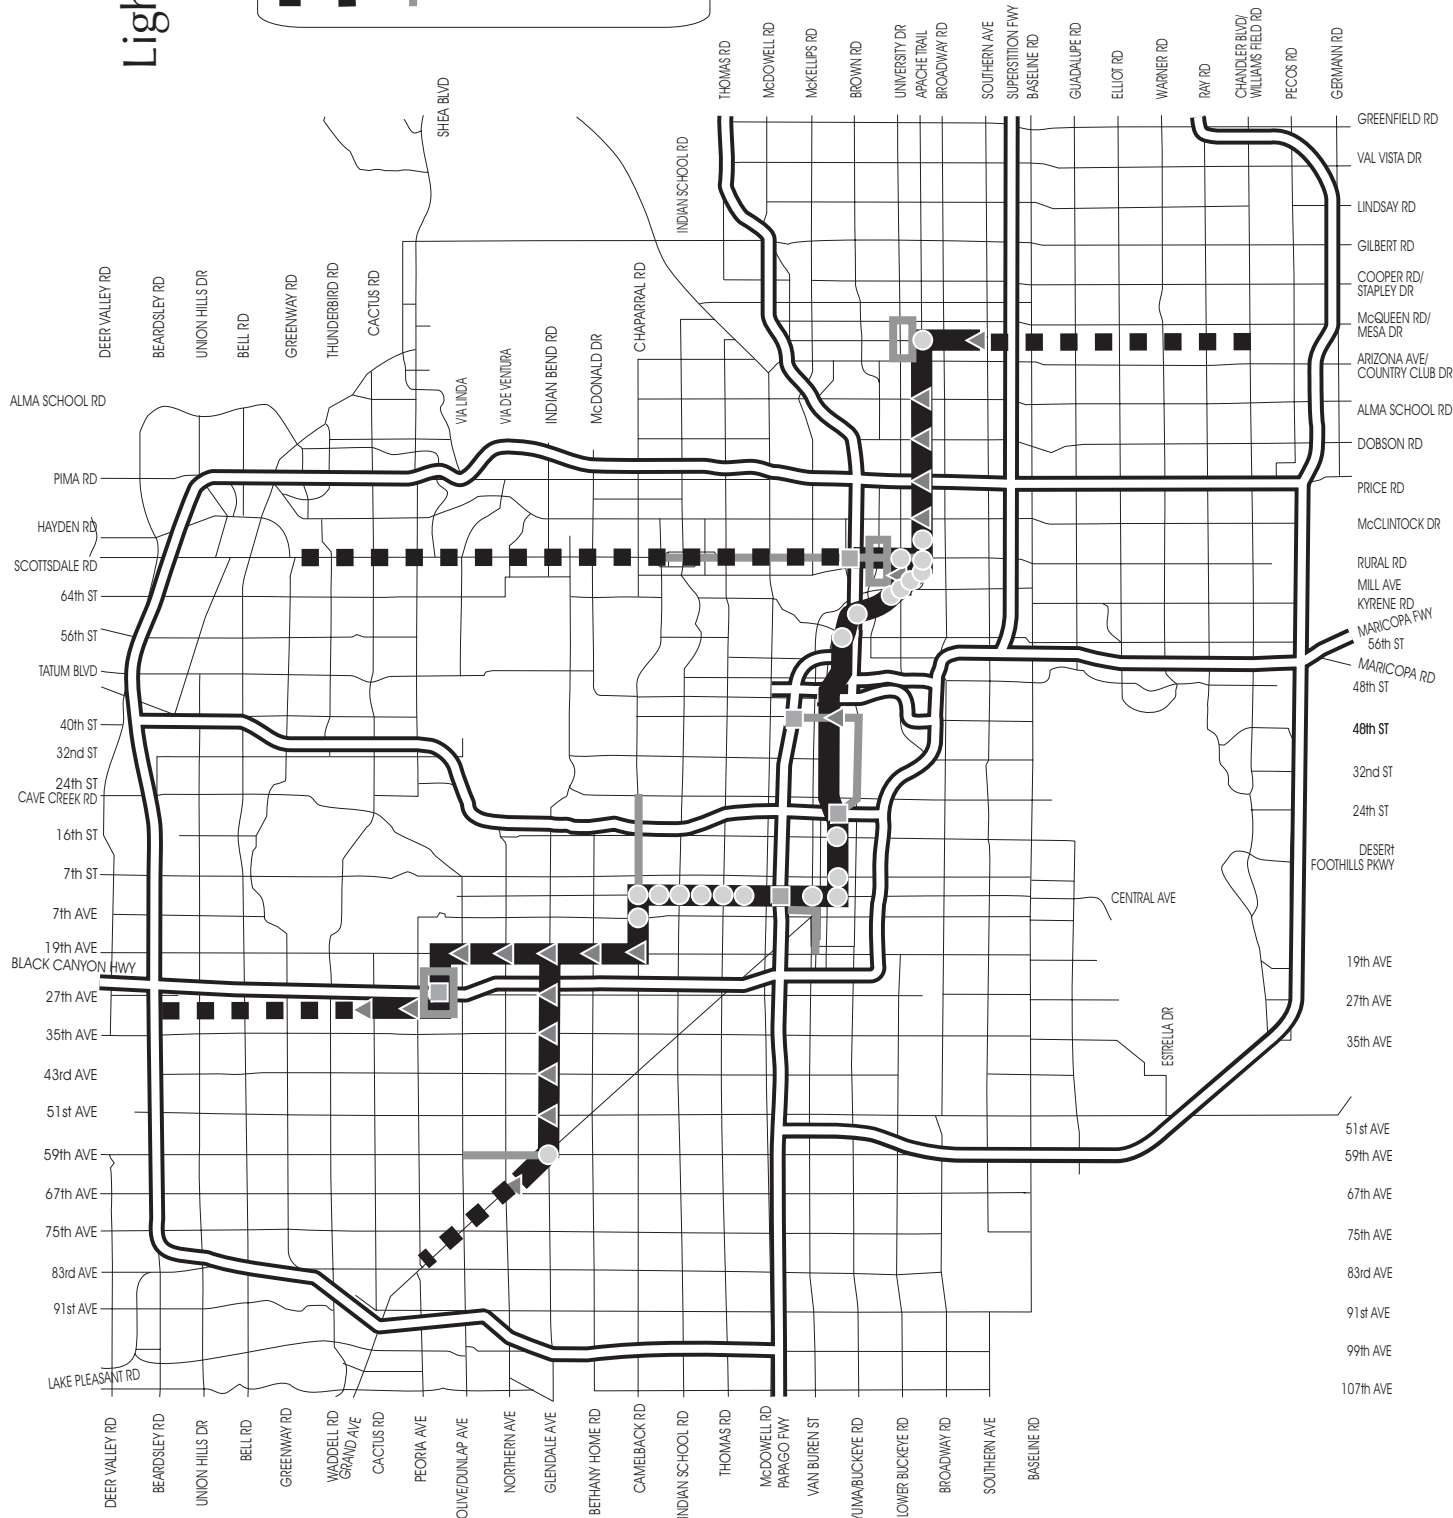 Ligh
THOMAS RD
McDOWELL RD
McKELLIPS RD
BROWN RD
UNIVERSITY DR
APACHE TRAIL
BROADWAY RD
SOUTHERN AVE
SUPERSTITION FWY
BASELINE RD
GUADALUPE RD
ELLIOT RD
WARNER RD
RAY RD
CHANDLER BLVD/
WILLIAMS FIELD RD
PECOS RD
GERMANN RD
SHEA BLVD
INDIAN SCHOOL RD
GREENFIELD RD
VAL VISTA DR
LINDSAY RD
GILBERT RD
COOPER RD/
STAPLEY DR
McQUEEN RD/
MESA DR
ARIZONA AVE/
COUNTRY CLUB DR
ALMA SCHOOL RD
DOBSON RD
PRICE RD
McCLINTOCK DR
RURAL RD
MILL AVE
KYRENE RD
MARICOPA FWY
56th ST
MARICOPA RD
48th ST
48th ST
32nd ST
24th ST
DESERt
FOOTHILLS PKWY
CENTRAL AVE
19th AVE
27th AVE
35th AVE
ESTRELLA DR
51st AVE
59th AVE
67th AVE
75th AVE
83rd AVE
91st AVE
99th AVE
107th AVE
DEER VALLEY RD
BEARDSLEY RD
UNION HILLS DR
BELL RD
GREENWAY RD
THUNDERBIRD RD
CACTUS RD
VIA LINDA
VIA DE VENTURA
INDIAN BEND RD
McDONALD DR
CHAPARRAL RD
ALMA SCHOOL RD
PIMA RD
HAYDEN RD
SCOTTSDALE RD
64th ST
56th ST
TATUM BLVD
40th ST
32nd ST
24th ST
CAVE CREEK RD
16th ST
7th ST
7th AVE
19th AVE
BLACK CANYON HWY
27th AVE
35th AVE
43rd AVE
51st AVE
59th AVE
67th AVE
75th AVE
83rd AVE
91st AVE
LAKE PLEASANT RD
DEER VALLEY RD
BEARDSLEY RD
UNION HILLS DR
BELL RD
GREENWAY RD
WADDELL RD
GRAND AVE
CACTUS RD
PEORIA AVE
OLIVE/DUNLAP AVE
NORTHERN AVE
GLENDALE AVE
BETHANY HOME RD
CAMELBACK RD
INDIAN SCHOOL RD
THOMAS RD
McDOWELL RD
PAPAGO FWY
VAN BUREN ST
YUMA/BUCKEYE RD
LOWER BUCKEYE RD
BROADWAY RD
SOUTHERN AVE
BASELINE RD